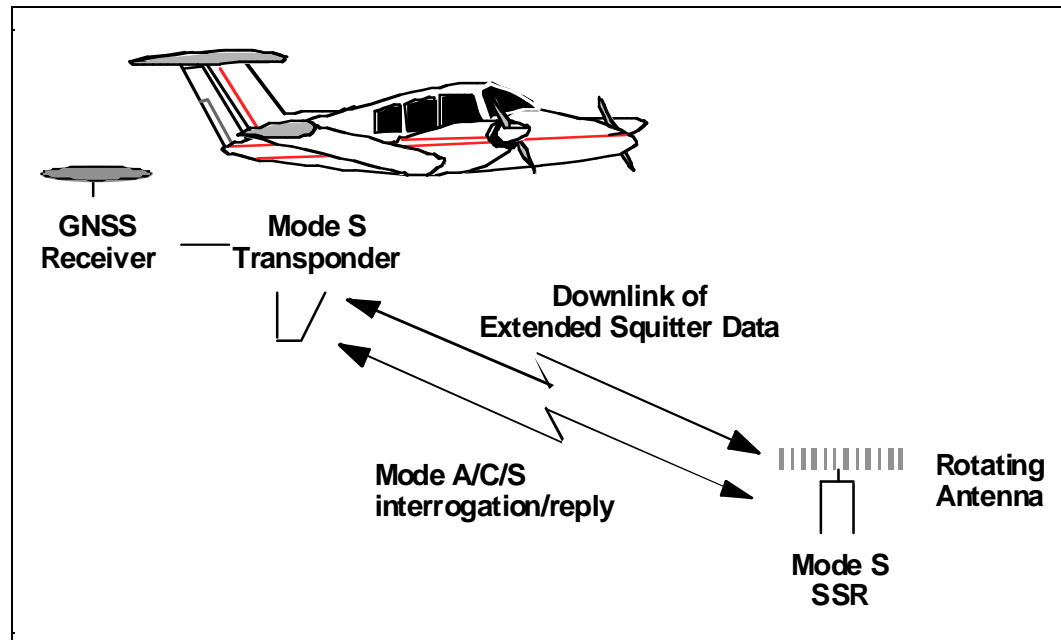 GNSS
Receiver
Mode S
Transponder
Downlink of
Extended Squitter Data
Mode A/C/S
interrogation/reply
Rotating
Antenna
Mode S
SSR